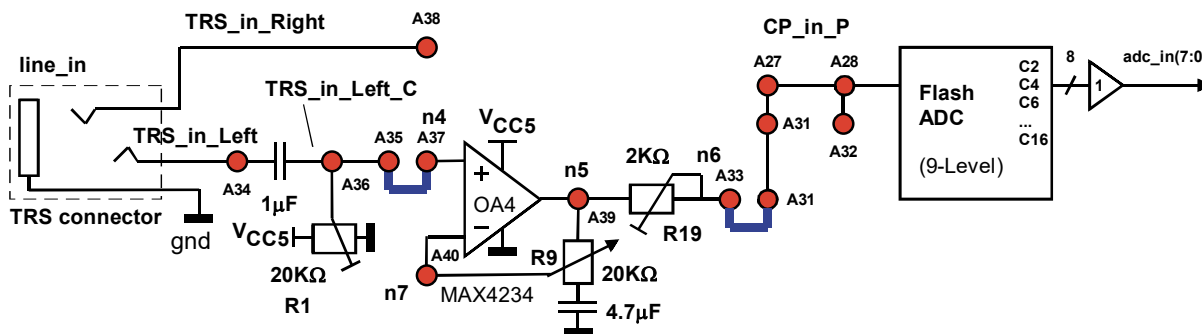 TRS_in_Right
A38
CP_in_P
line_in
TRS_in_Left_C
A27
A28
8
adc_in(7:0
C2
C4
C6
...
C16
Flash
ADC
(9-Level)
1
n4
VCC5
TRS_in_Left
A35
A37
A31
A32
A34
A36
1µF
+
−
OA4
n5
2KΩ
n6
A33
A31
A39
R19
TRS connector
gnd
VCC5
20KΩ
R1
A40
n7
MAX4234
R9
20KΩ
4.7µF